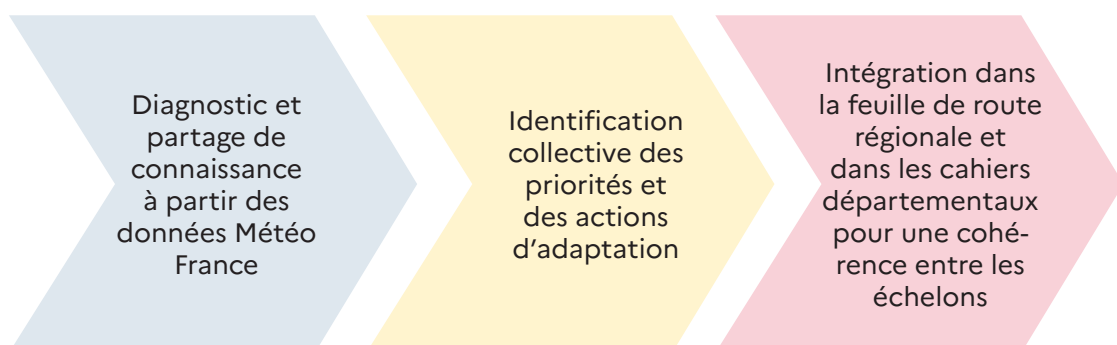 Diagnostic et
partage de
connaissance
à partir des
données Météo
France
Identification
collective des
priorités et
des actions
d'adaptation
Intégration dans
la feuille de route
régionale et
dans les cahiers
départementaux
pour une cohé-
rence entre les
échelons